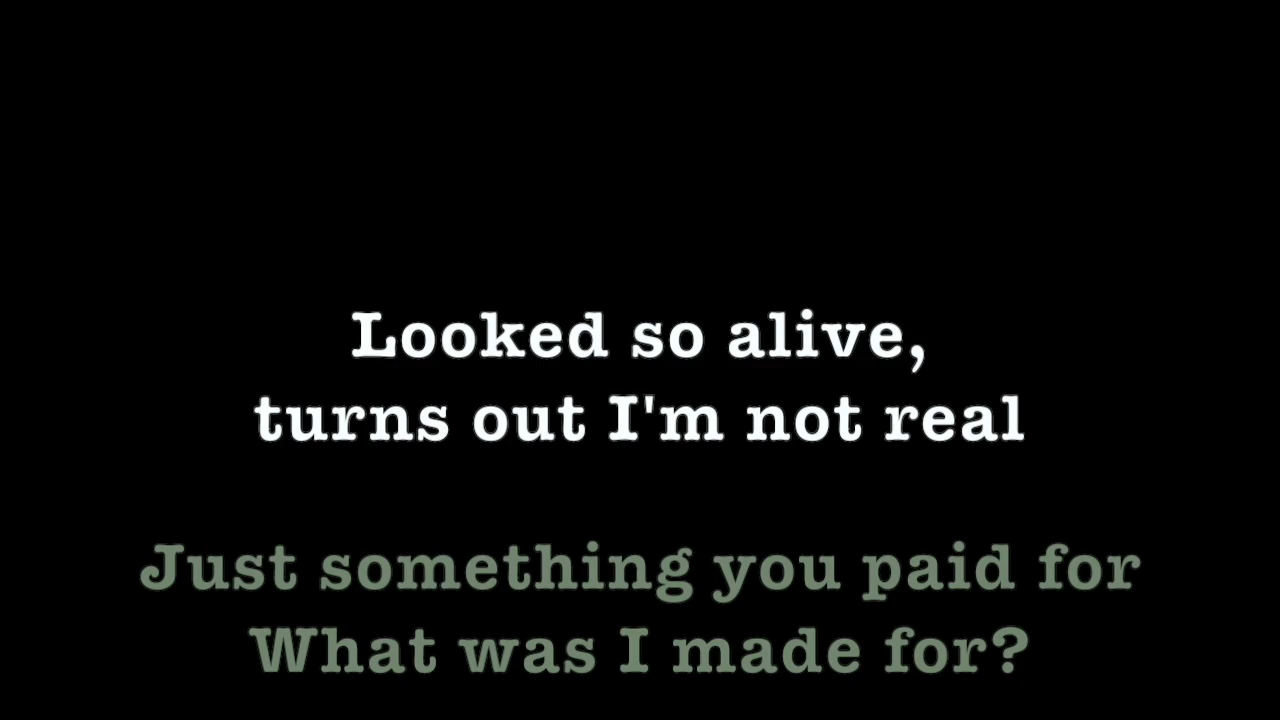 Looked so alive,
turns out I'm not real
Just something you paid for
What was I made for?